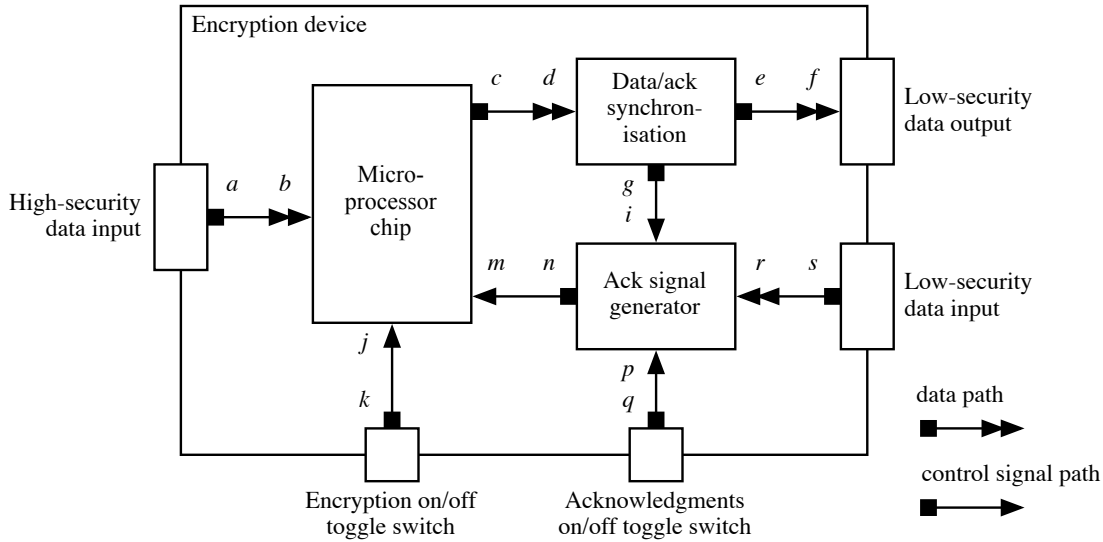 Encryption device
c
d
Data/ack
synchron-
isation
e
f
Low-security
data output
High-security
data input
a
b
Micro-
processor
chip
g
i
m
n
Ack signal
generator
r
s
Low-security
data input
j
k
p
q
data path
control signal path
Encryption on/off
toggle switch
Acknowledgments
on/off toggle switch